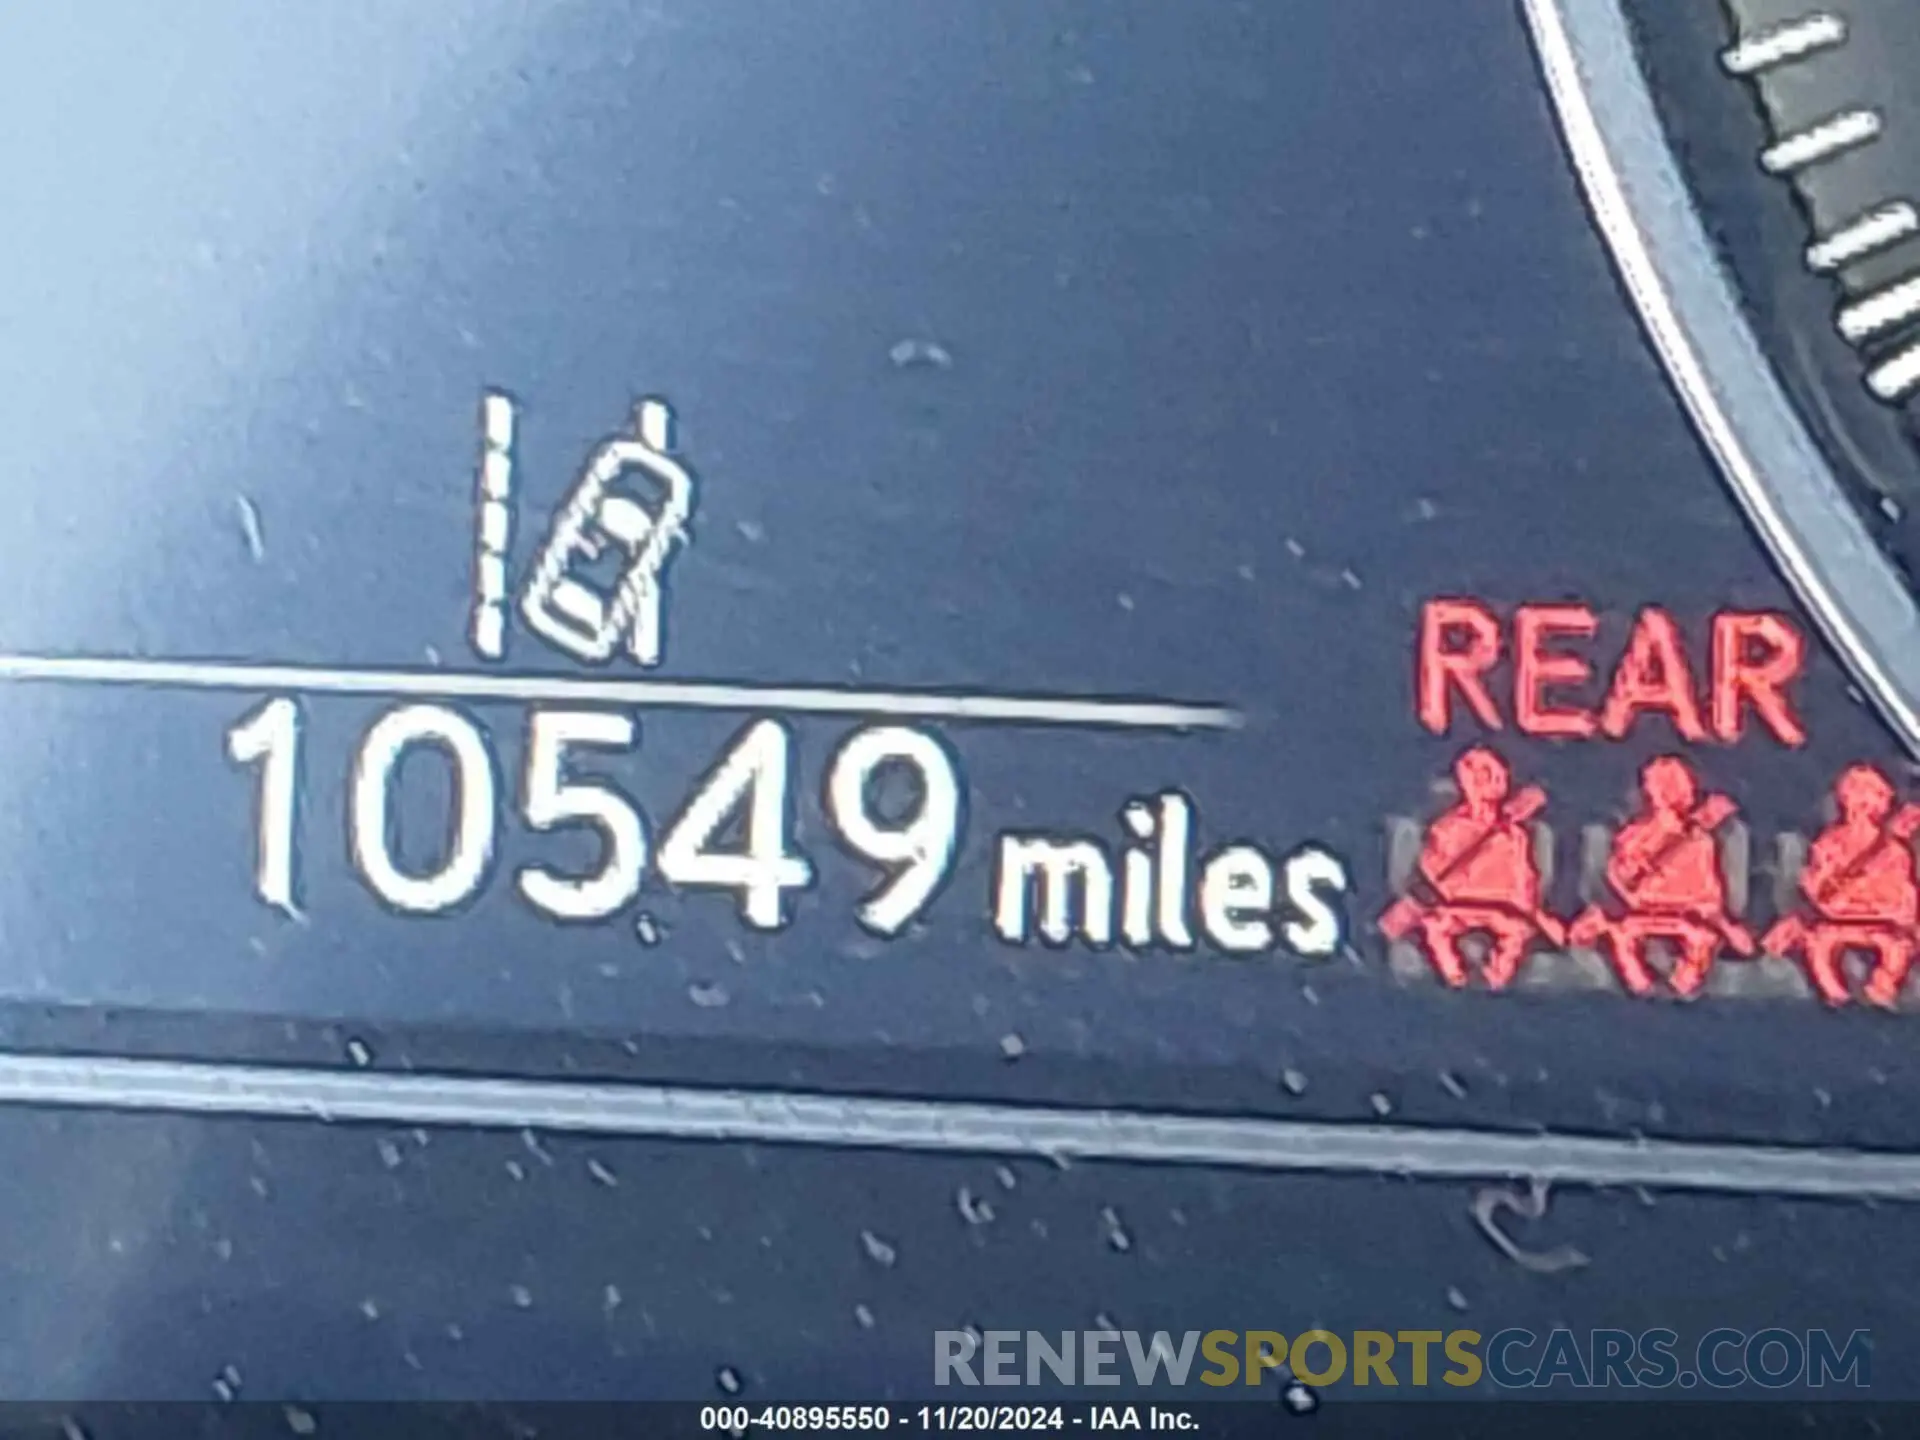 REAR
10549 miles
RENEWSPORTSCARS.COM
000-40895550 - 11/20/2024 - IAA Inc.